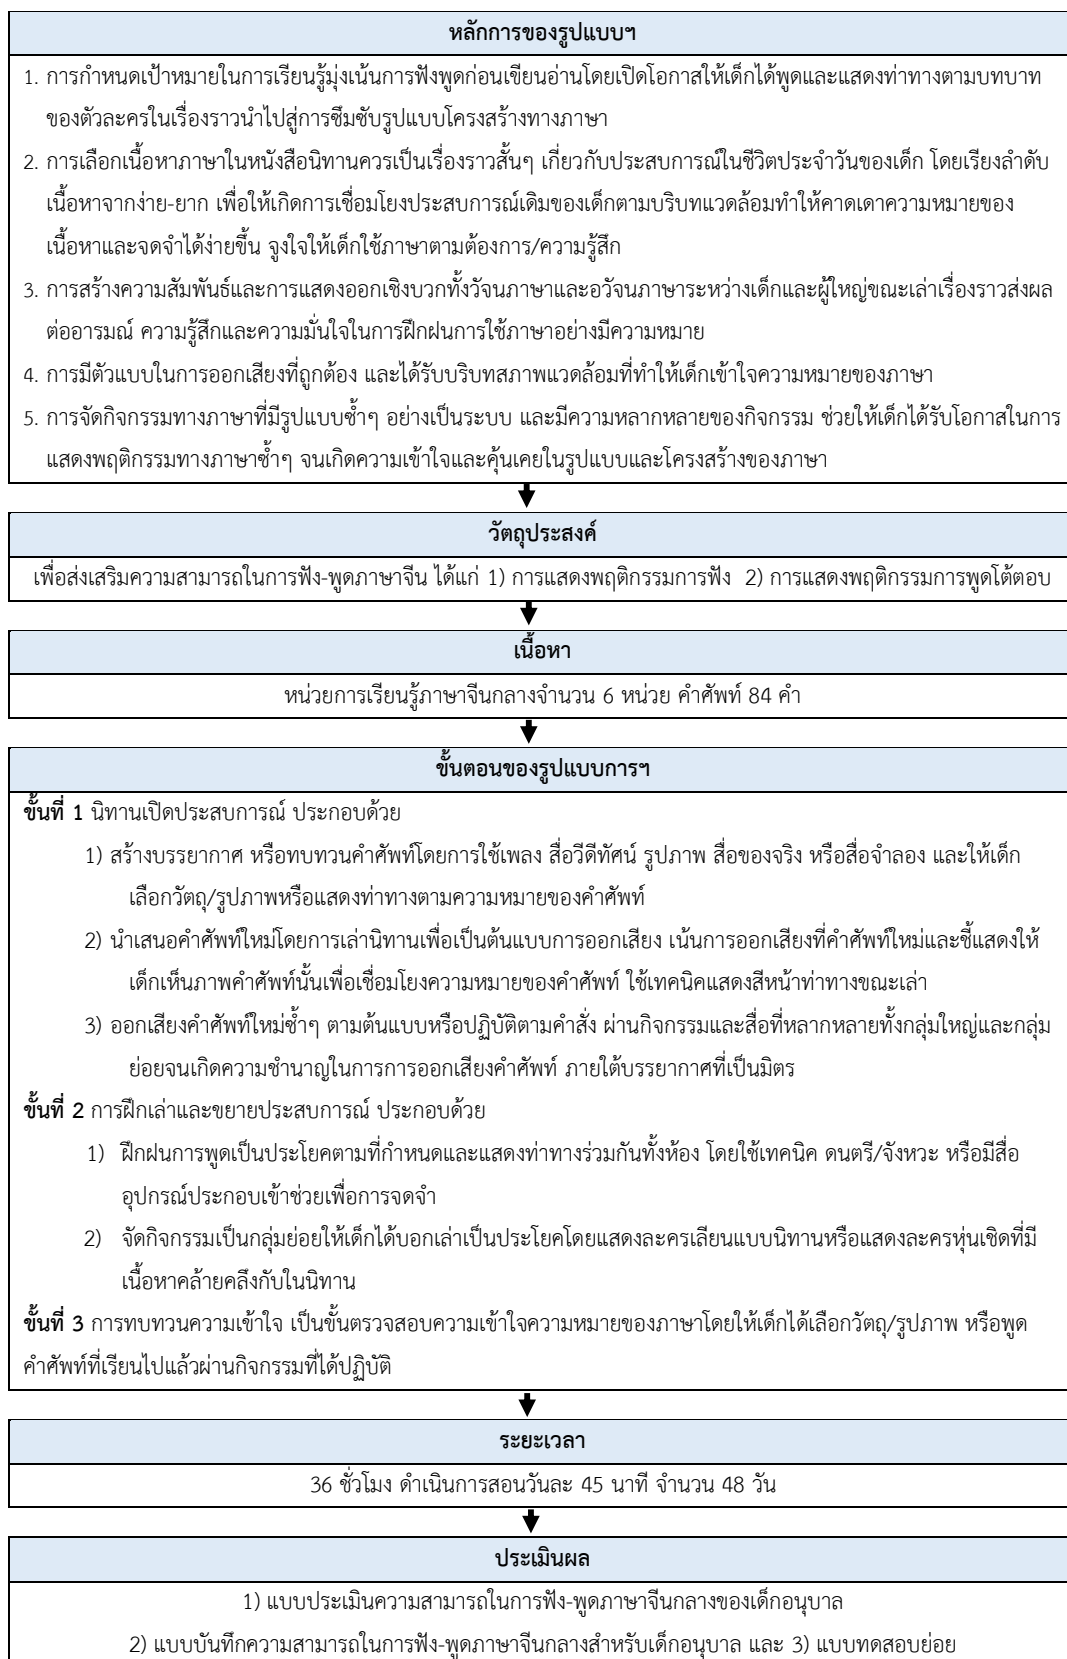 หลักการของรูปแบบฯ
1. การกำหนดเป้าหมายในการเรียนรู้มุ่งเน้นการฟังพูดก่อนเขียนอ่านโดยเปิดโอกาสให้เด็กได้พูดและแสดงท่าทางตามบทบาท
ของตัวละครในเรื่องราวนำไปสู่การซึมซับรูปแบบโครงสร้างทางภาษา
2. การเลือกเนื้อหาภาษาในหนังสือนิทานควรเป็นเรื่องราวสั้นๆ เกี่ยวกับประสบการณ์ในชีวิตประจำวันของเด็ก โดยเรียงลำดับ
เนื้อหาจากง่าย-ยาก เพื่อให้เกิดการเชื่อมโยงประสบการณ์เดิมของเด็กตามบริบทแวดล้อมทำให้คาดเดาความหมายของ
เนื้อหาและจดจำได้ง่ายขึ้น จูงใจให้เด็กใช้ภาษาตามต้องการ/ความรู้สึก
3. การสร้างความสัมพันธ์และการแสดงออกเชิงบวกทั้งวัจนภาษาและอวัจนภาษาระหว่างเด็กและผู้ใหญ่ขณะเล่าเรื่องราวส่งผล
ต่ออารมณ์ ความรู้สึกและความมั่นใจในการฝึกฝนการใช้ภาษาอย่างมีความหมาย
4. การมีตัวแบบในการออกเสียงที่ถูกต้อง และได้รับบริบทสภาพแวดล้อมที่ทำให้เด็กเข้าใจความหมายของภาษา
5. การจัดกิจกรรมทางภาษาที่มีรูปแบบซ้ำๆ อย่างเป็นระบบ และมีความหลากหลายของกิจกรรม ช่วยให้เด็กได้รับโอกาสในการ
แสดงพฤติกรรมทางภาษาซ้ำๆ จนเกิดความเข้าใจและคุ้นเคยในรูปแบบและโครงสร้างของภาษา
วัตถุประสงค์
เพื่อส่งเสริมความสามารถในการฟัง-พูดภาษาจีน ได้แก่ 1) การแสดงพฤติกรรมการฟัง 2) การแสดงพฤติกรรมการพูดโต้ตอบ
เนื้อหา
หน่วยการเรียนรู้ภาษาจีนกลางจำนวน 6 หน่วย คำศัพท์ 84 คำ
ขั้นตอนของรูปแบบการฯ
ขั้นที่ 1 นิทานเปิดประสบการณ์ ประกอบด้วย
1) สร้างบรรยากาศ หรือทบทวนคำศัพท์โดยการใช้เพลง สื่อวีดีทัศน์ รูปภาพ สื่อของจริง หรือสื่อจำลอง และให้เด็ก
เลือกวัตถุ/รูปภาพหรือแสดงท่าทางตามความหมายของคำศัพท์
2) นำเสนอคำศัพท์ใหม่โดยการเล่านิทานเพื่อเป็นต้นแบบการออกเสียง เน้นการออกเสียงที่คำศัพท์ใหม่และชี้แสดงให้
เด็กเห็นภาพคำศัพท์นั้นเพื่อเชื่อมโยงความหมายของคำศัพท์ ใช้เทคนิคแสดงสีหน้าท่าทางขณะเล่า
3) ออกเสียงคำศัพท์ใหม่ซ้ำๆ ตามต้นแบบหรือปฏิบัติตามคำสั่ง ผ่านกิจกรรมและสื่อที่หลากหลายทั้งกลุ่มใหญ่และกลุ่ม
ย่อยจนเกิดความชำนาญในการการออกเสียงคำศัพท์ ภายใต้บรรยากาศที่เป็นมิตร
ขั้นที่ 2 การฝึกเล่าและขยายประสบการณ์ ประกอบด้วย
1) ฝึกฝนการพูดเป็นประโยคตามที่กำหนดและแสดงท่าทางร่วมกันทั้งห้อง โดยใช้เทคนิค ดนตรี/จังหวะ หรือมีสื่อ
อุปกรณ์ประกอบเข้าช่วยเพื่อการจดจำ
2) จัดกิจกรรมเป็นกลุ่มย่อยให้เด็กได้บอกเล่าเป็นประโยคโดยแสดงละครเลียนแบบนิทานหรือแสดงละครหุ่นเชิดที่มี
เนื้อหาคล้ายคลึงกับในนิทาน
ขั้นที่ 3 การทบทวนความเข้าใจ เป็นขั้นตรวจสอบความเข้าใจความหมายของภาษาโดยให้เด็กได้เลือกวัตถุ/รูปภาพ หรือพูด
คำศัพท์ที่เรียนไปแล้วผ่านกิจกรรมที่ได้ปฏิบัติ
ระยะเวลา
36 ชั่วโมง ดำเนินการสอนวันละ 45 นาที จำนวน 48 วัน
ประเมินผล
1) แบบประเมินความสามารถในการฟัง-พูดภาษาจีนกลางของเด็กอนุบาล
2) แบบบันทึกความสามารถในการฟัง-พูดภาษาจีนกลางสำหรับเด็กอนุบาล และ 3) แบบทดสอบย่อย